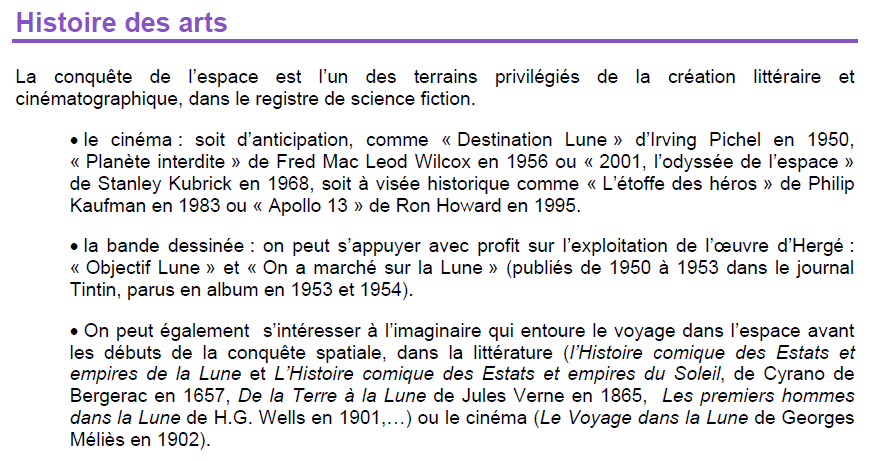 Histoire des arts
La conquête de l'espace est l'un des terrains privilégiés de la création littéraire et
cinématographique, dans le registre de science fiction.
• le cinéma : soit d'anticipation, comme « Destination Lune » d'Irving Pichel en 1950,
« Planète interdite » de Fred Mac Leod Wilcox en 1956 ou « 2001, l'odyssée de l'espace »
de Stanley Kubrick en 1968, soit à visée historique comme « L'étoffe des héros » de Philip
Kaufman en 1983 ou « Apollo 13 » de Ron Howard en 1995.
• la bande dessinée : on peut s'appuyer avec profit sur l'exploitation de l'œuvre d'Hergé :
« Objectif Lune » et « On a marché sur la Lune » (publiés de 1950 à 1953 dans le journal
Tintin, parus en album en 1953 et 1954).
• On peut également s'intéresser à l'imaginaire qui entoure le voyage dans l'espace avant
les débuts de la conquête spatiale, dans la littérature (l'Histoire comique des Estats et
empires de la Lune et L'Histoire comique des Estats et empires du Soleil, de Cyrano de
Bergerac en 1657, De la Terre à la Lune de Jules Verne en 1865, Les premiers hommes
dans la Lune de H.G. Wells en 1901,…) ou le cinéma (Le Voyage dans la Lune de Georges
Méliès en 1902).